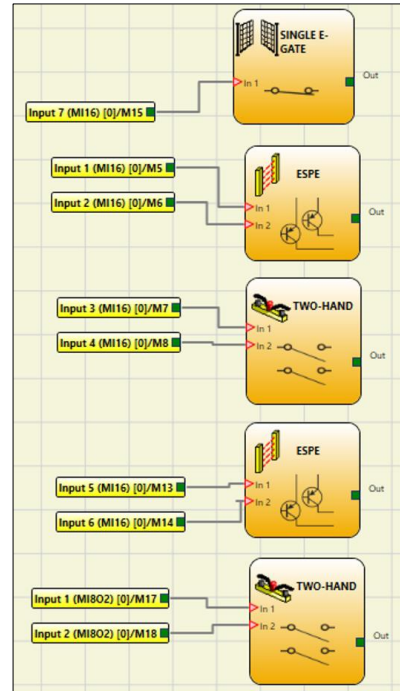 SINGLE E-
GATE
In 1
Out
Input 7 (MI16) [0]/M15
ESPE
Input 1 (MI16) [0]/M5
Input 2 (MI16) [0]/M6
In 1
In 2
Out
TWO-HAND
Input 3 (MI16) [0]/M7
Input 4 (MI16) [0]/M8
In 1
In 2
Out
ESPE
Input 5 (MI16) [0]/M13
Input 6 (MI16) [0]/M14
In 1
In 2
Out
TWO-HAND
Input 1 (MI8O2) [0]/M17
Input 2 (MI8O2) [0]/M18
In 1
In 2
Out